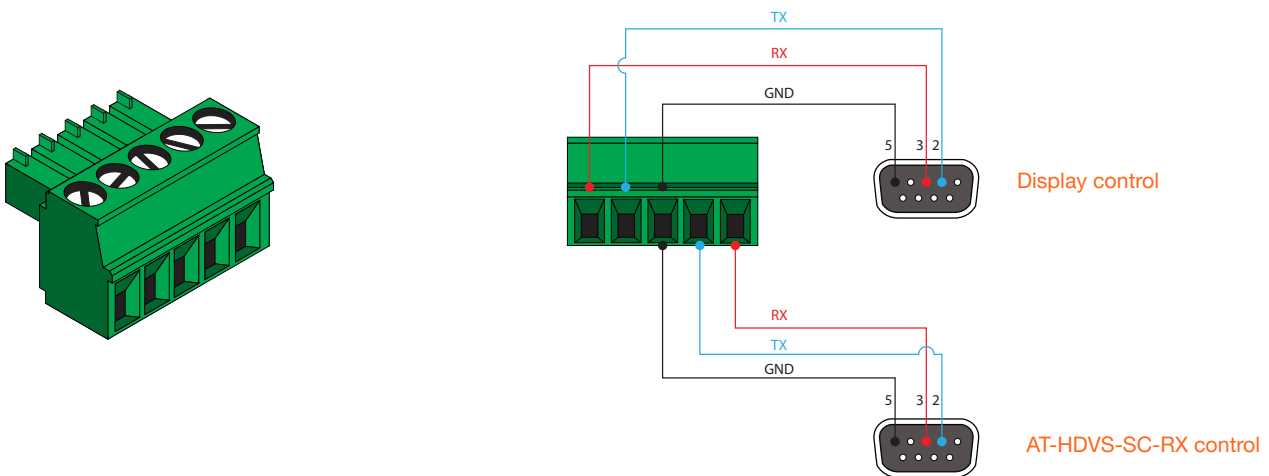 TX
RX
GND
5 3 2
Display control
RX
TX
GND
5 3 2
AT-HDVS-SC-RX control